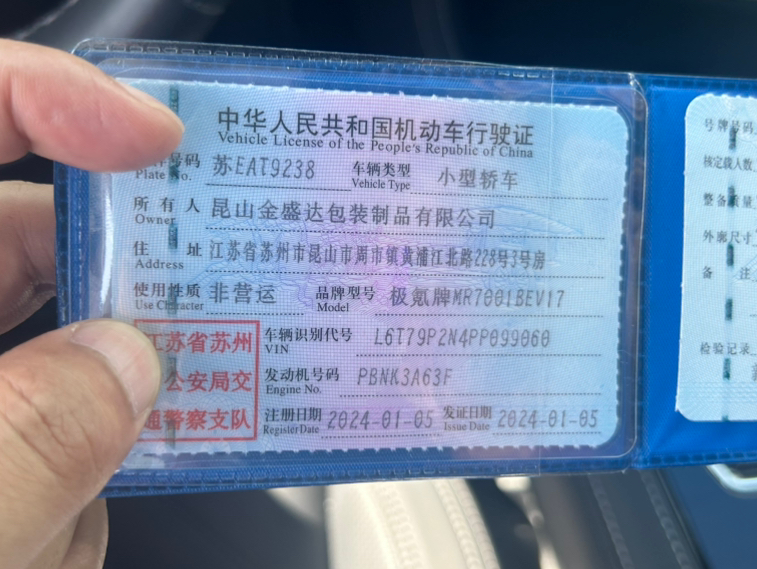 中华人民共和国机动车行驶证
Vehicle License of the People's Republic of China
号码 苏EAT9238 车辆类型 小型轿车
Plate No. Vehicle Type
所有人 昆山金盛达包装制品有限公司
Owner
住址 江苏省苏州市昆山市周市镇黄浦江北路228号3号房
Address
使用性质 非营运 品牌型号 极氪牌MR7001BEV17
Use Character Model
江苏省苏州
公安局交
通警察支队
车辆识别代号 L6T79P2N4PP099060
VIN
发动机号码 PBNK3A63F
Engine No.
注册日期 2024-01-05 发证日期 2024-01-05
Register Date Issue Date
号牌号码
核定载人数
整备质量
外廓尺寸
备注
检验记录